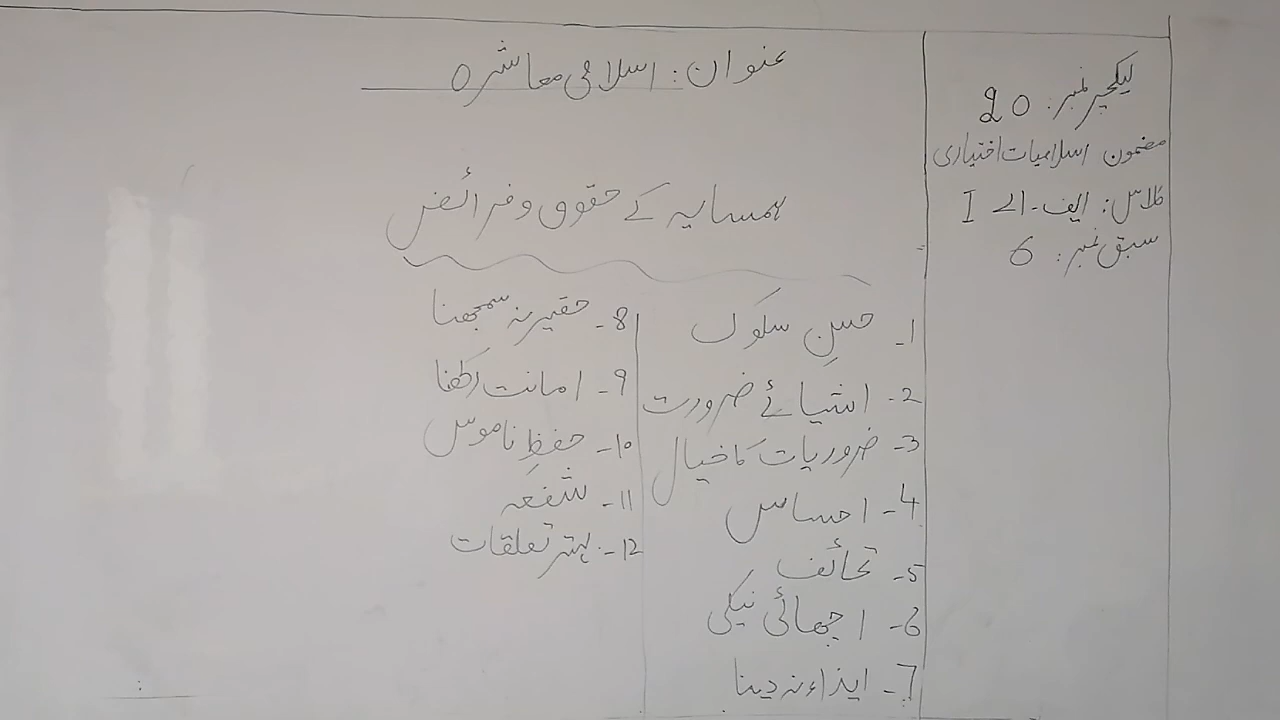 لیکچر نمبر: 20
مضمون اسلامیات اختیاری
کلاس: ایف۔اے I
سبق نمبر: 6
عنوان: اسلامی معاشرہ
ہمسایہ کے حقوق و فرائض
1۔ حسنِ سلوک
2۔ اشیائے ضرورت
3۔ ضروریات کا خیال
4۔ احساس
5۔ تحائف
6۔ اچھائی نیکی
7۔ ایذاء نہ دینا
8۔ حقیر نہ سمجھنا
9۔ امانت رکھنا
10۔ حفظِ ناموس
11۔ شفعہ
12۔ بہتر تعلقات